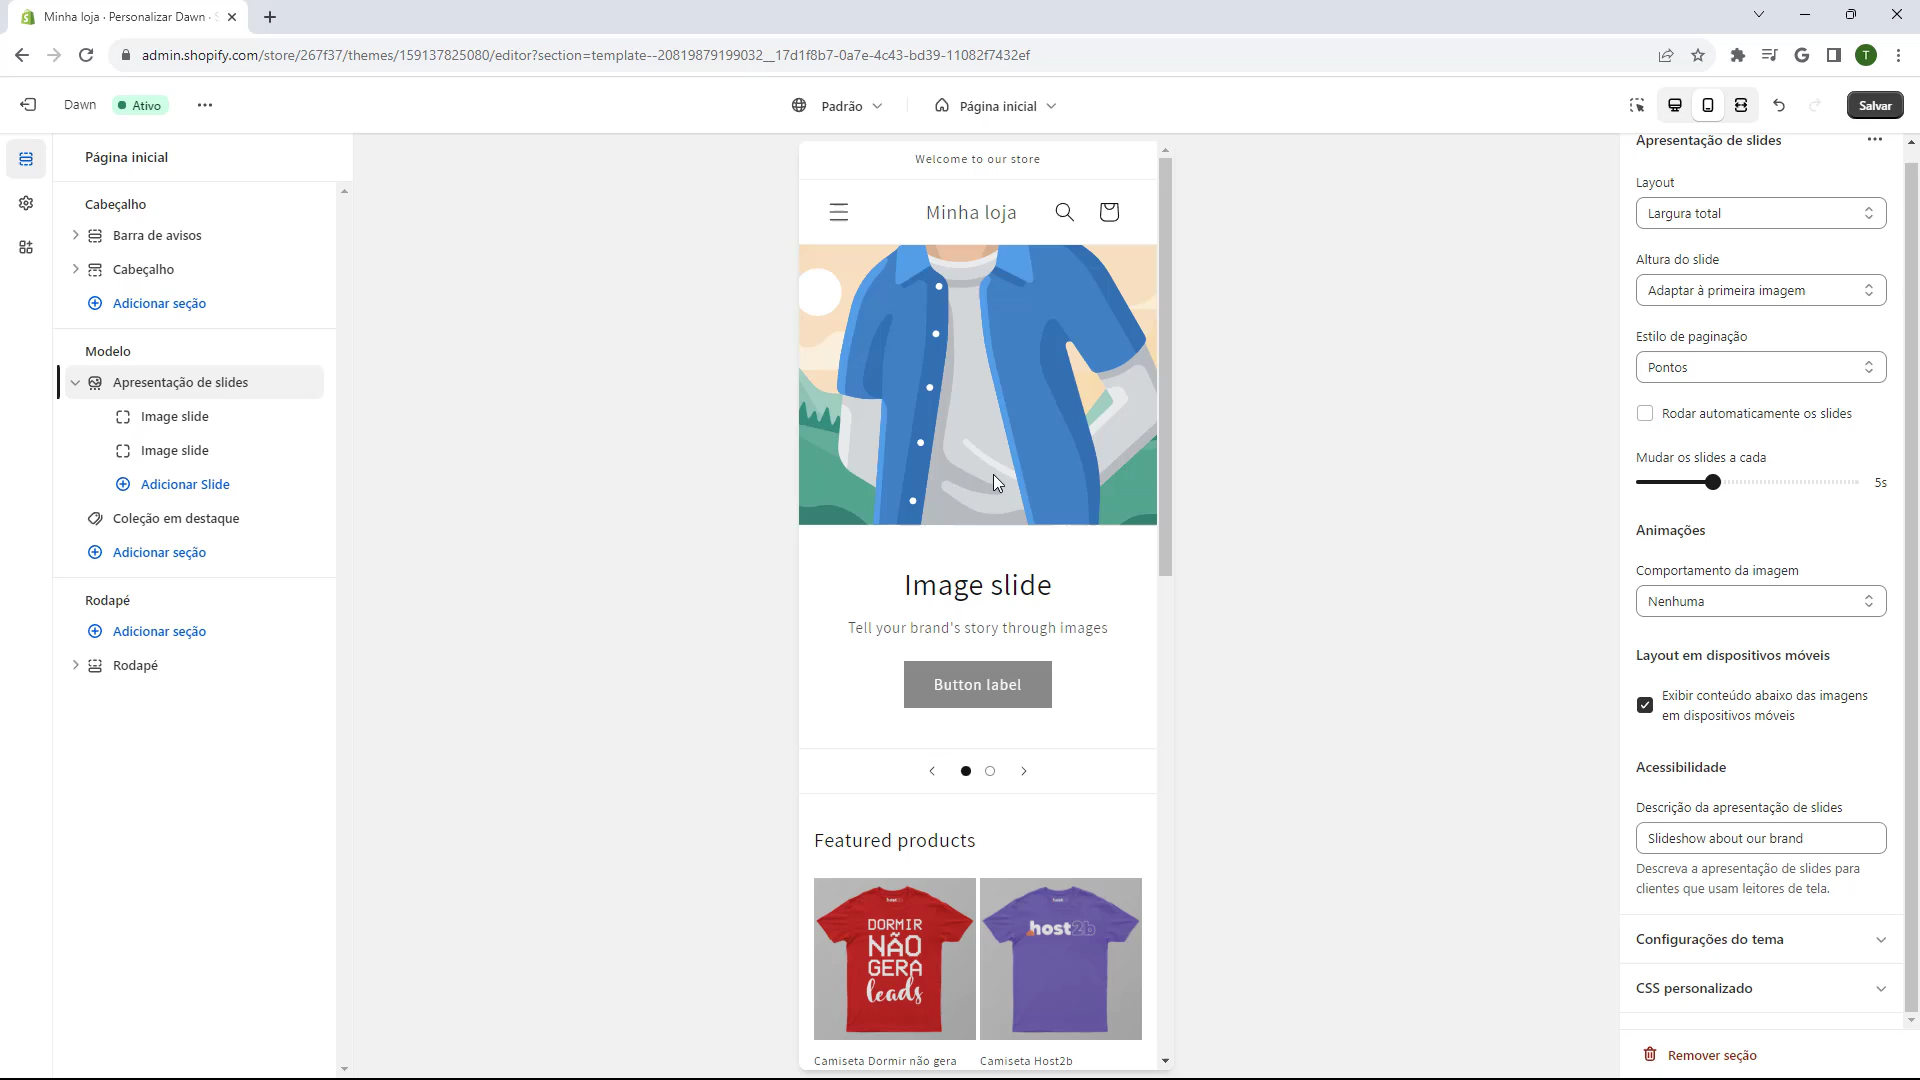 Minha loja · Personalizar Dawn ·
admin.shopify.com/store/267f37/themes/159137825080/editor?section=template--20819879199032__17d1f8b7-0a7e-4c43-bd39-11082f7432ef
T
Dawn
Ativo
Padrão
Página inicial
Salvar
Página inicial
Cabeçalho
Barra de avisos
Cabeçalho
Adicionar seção
Modelo
Apresentação de slides
Image slide
Image slide
Adicionar Slide
Coleção em destaque
Adicionar seção
Rodapé
Adicionar seção
Rodapé
Welcome to our store
Minha loja
Image slide
Tell your brand's story through images
Button label
Featured products
DORMIR
NÃO
GERA
leads
host2b
Camiseta Dormir não gera
Camiseta Host2b
Apresentação de slides
Layout
Largura total
Altura do slide
Adaptar à primeira imagem
Estilo de paginação
Pontos
Rodar automaticamente os slides
Mudar os slides a cada
5s
Animações
Comportamento da imagem
Nenhuma
Layout em dispositivos móveis
Exibir conteúdo abaixo das imagens
em dispositivos móveis
Acessibilidade
Descrição da apresentação de slides
Slideshow about our brand
Descreva a apresentação de slides para
clientes que usam leitores de tela.
Configurações do tema
CSS personalizado
Remover seção